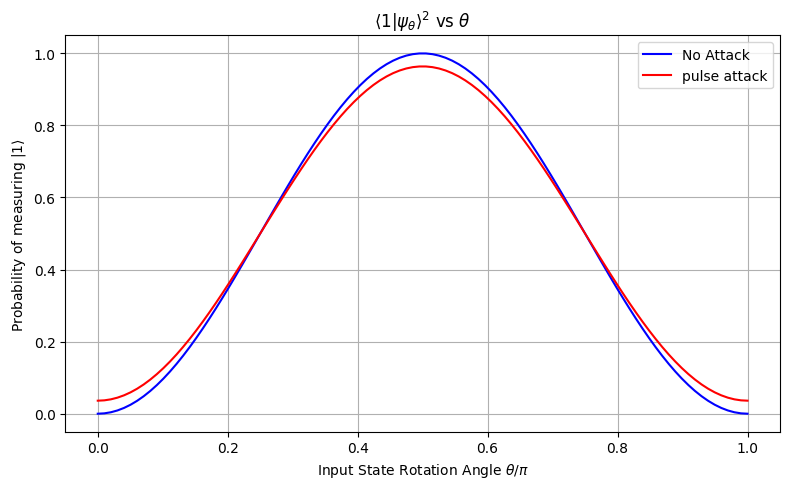 ⟨1|ψ_θ⟩² vs θ
No Attack
pulse attack
Probability of measuring |1⟩
1.0
0.8
0.6
0.4
0.2
0.0
0.0 0.2 0.4 0.6 0.8 1.0
Input State Rotation Angle θ/π